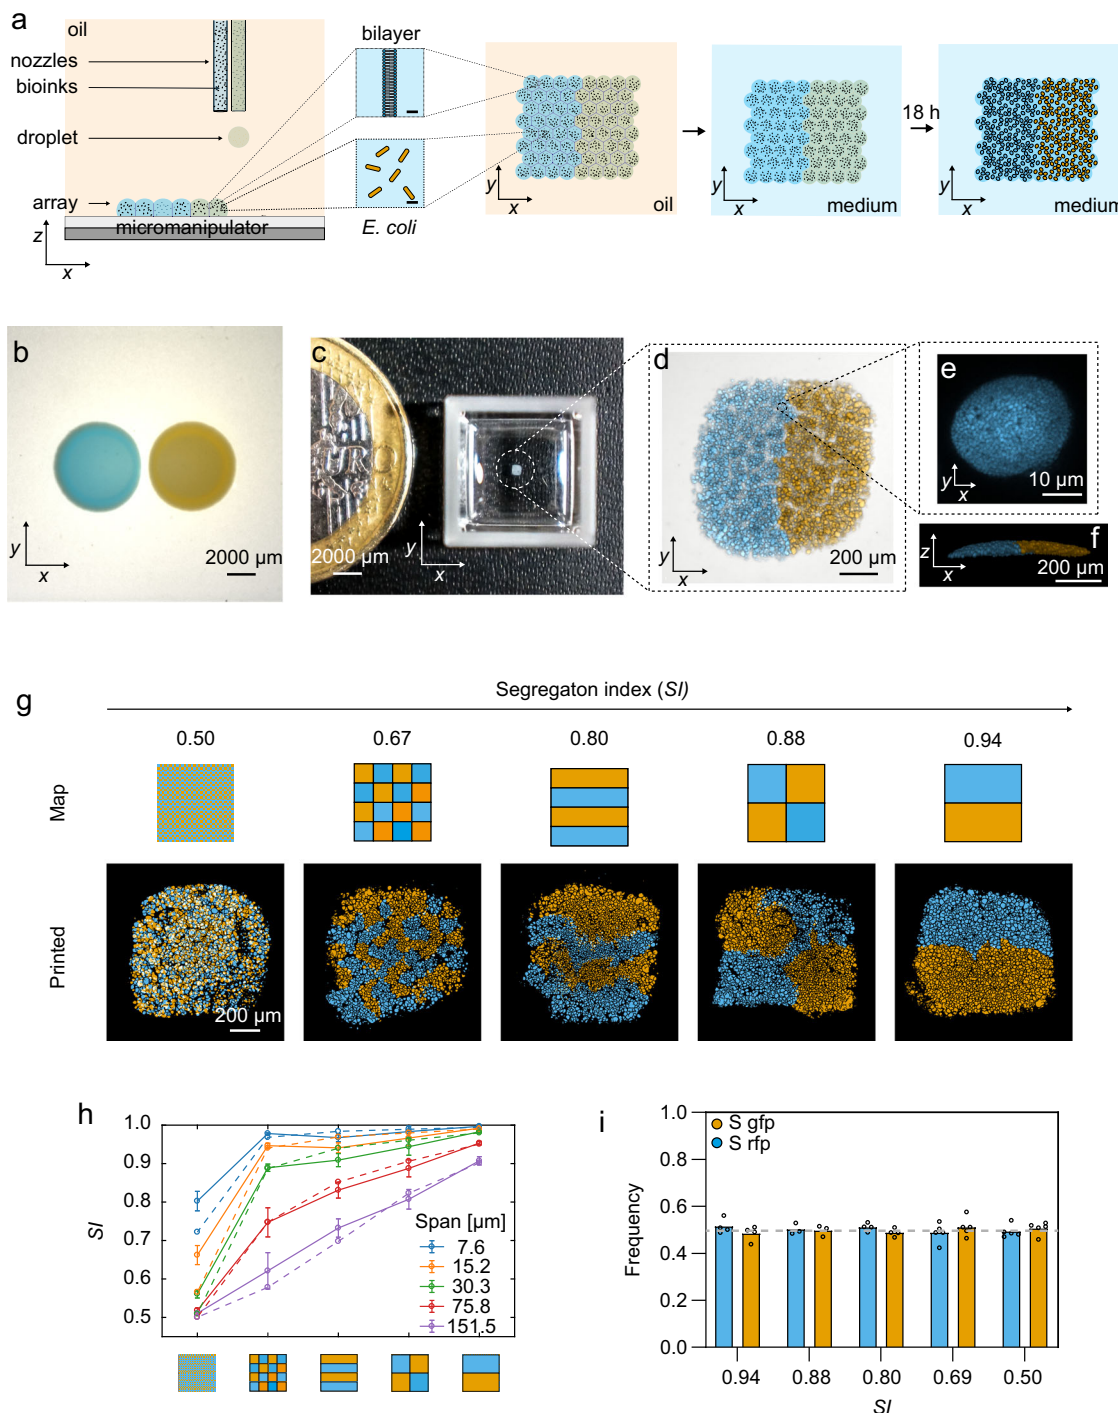 a
oil
nozzles
bioinks
droplet
array
micromanipulator
z
x
bilayer
E. coli
y
x
oil
y
x
medium
18 h
y
x
medium
b
y
x
2000 µm
c
EURO
2000 µm
y
x
d
y
x
200 µm
e
y
x
10 µm
z
x
f
200 µm
g
Segregaton index (SI)
0.50 0.67 0.80 0.88 0.94
Map
Printed
200 µm
h
SI
1.0
0.9
0.8
0.7
0.6
0.5
Span [µm]
7.6
15.2
30.3
75.8
151.5
i
S gfp
S rfp
Frequency
1.0
0.8
0.6
0.4
0.2
0.0
0.94 0.88 0.80 0.69 0.50
SI